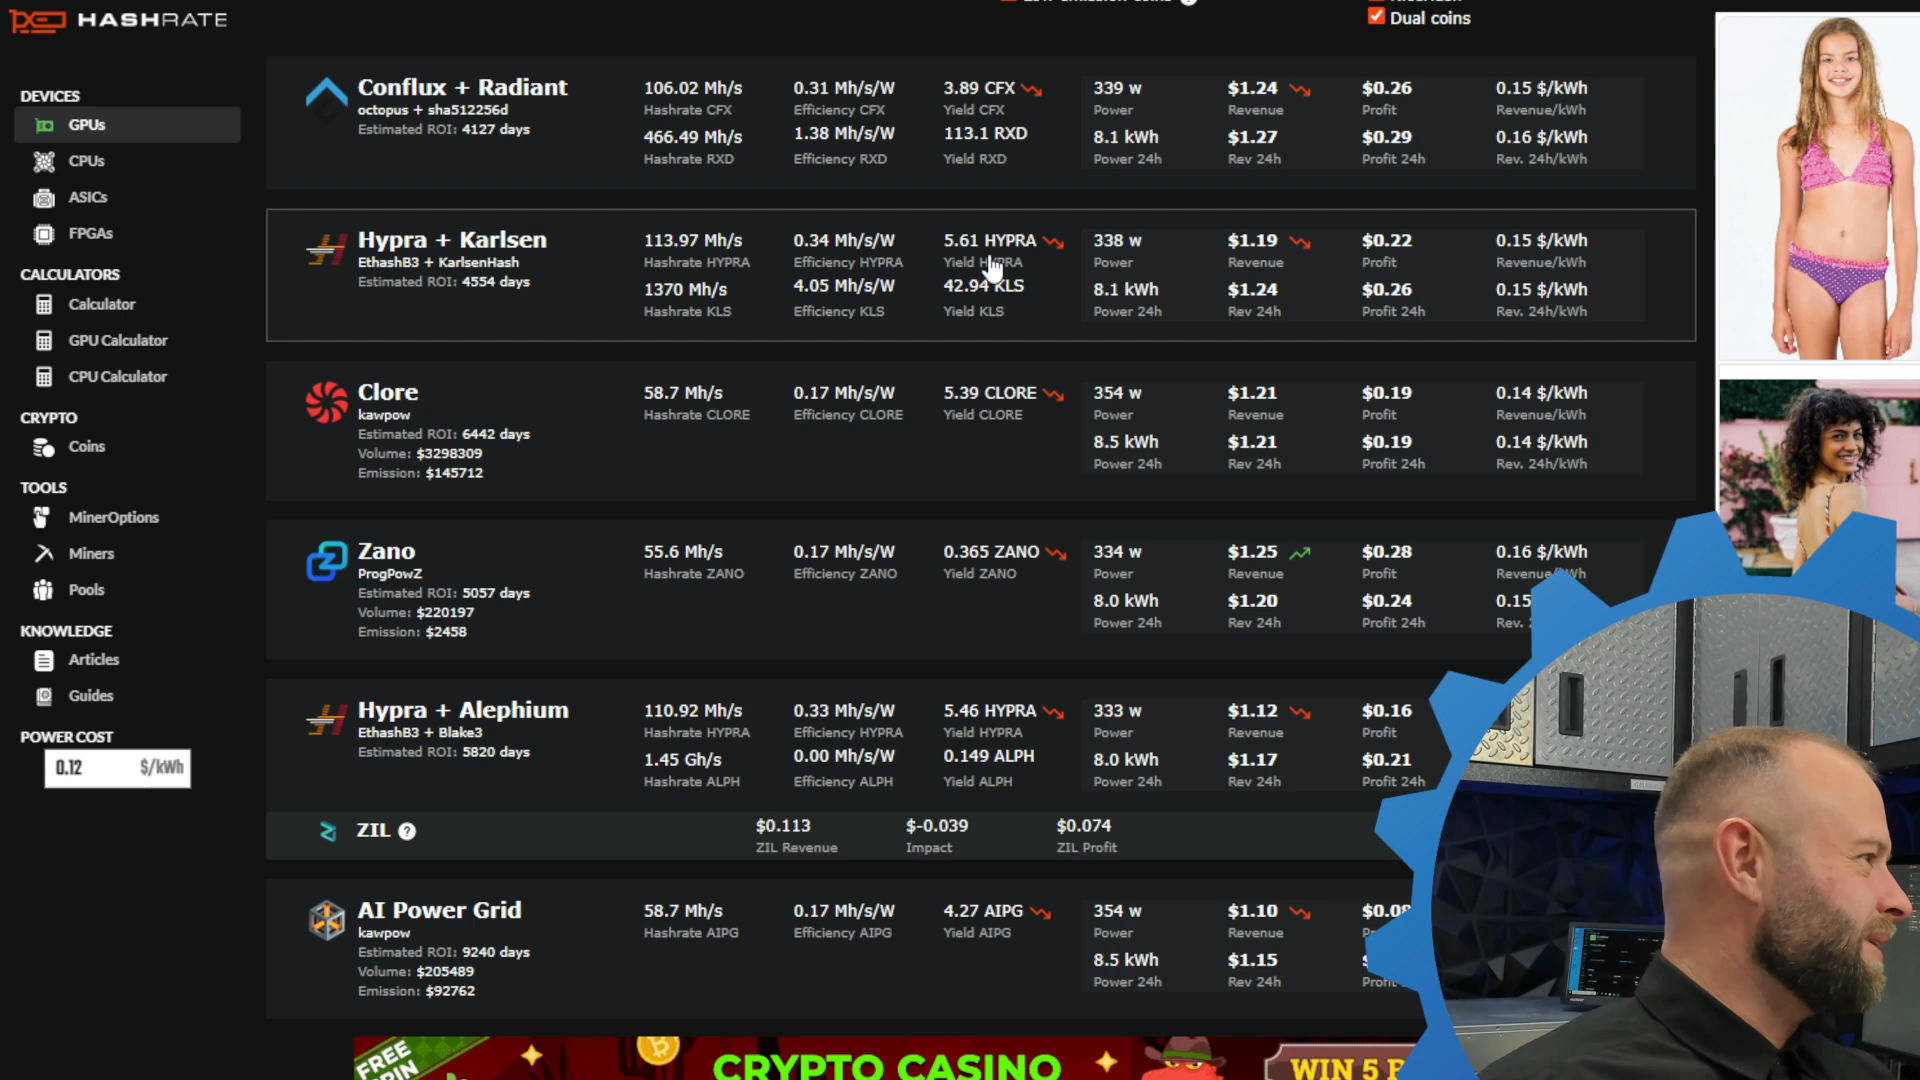 HASHRATE
Dual coins
DEVICES
GPUs
CPUs
ASICs
FPGAs
CALCULATORS
Calculator
GPU Calculator
CPU Calculator
CRYPTO
Coins
TOOLS
MinerOptions
Miners
Pools
KNOWLEDGE
Articles
Guides
POWER COST
0.12 $/kWh
Conflux + Radiant
octopus + sha512256d
Estimated ROI: 4127 days
106.02 Mh/s 0.31 Mh/s/W 3.89 CFX 339 w $1.24 $0.26 0.15 $/kWh
Hashrate CFX Efficiency CFX Yield CFX Power Revenue Profit Revenue/kWh
466.49 Mh/s 1.38 Mh/s/W 113.1 RXD 8.1 kWh $1.27 $0.29 0.16 $/kWh
Hashrate RXD Efficiency RXD Yield RXD Power 24h Rev 24h Profit 24h Rev. 24h/kWh
Hypra + Karlsen
EthashB3 + KarlsenHash
Estimated ROI: 4554 days
113.97 Mh/s 0.34 Mh/s/W 5.61 HYPRA 338 w $1.19 $0.22 0.15 $/kWh
Hashrate HYPRA Efficiency HYPRA Yield HYPRA Power Revenue Profit Revenue/kWh
1370 Mh/s 4.05 Mh/s/W 42.94 KLS 8.1 kWh $1.24 $0.26 0.15 $/kWh
Hashrate KLS Efficiency KLS Yield KLS Power 24h Rev 24h Profit 24h Rev. 24h/kWh
Clore
kawpow
Estimated ROI: 6442 days
Volume: $3298309
Emission: $145712
58.7 Mh/s 0.17 Mh/s/W 5.39 CLORE 354 w $1.21 $0.19 0.14 $/kWh
Hashrate CLORE Efficiency CLORE Yield CLORE Power Revenue Profit Revenue/kWh
8.5 kWh $1.21 $0.19 0.14 $/kWh
Power 24h Rev 24h Profit 24h Rev. 24h/kWh
Zano
ProgPowZ
Estimated ROI: 5057 days
Volume: $220197
Emission: $2458
55.6 Mh/s 0.17 Mh/s/W 0.365 ZANO 334 w $1.25 $0.28 0.16 $/kWh
Hashrate ZANO Efficiency ZANO Yield ZANO Power Revenue Profit
8.0 kWh $1.20 $0.24 0.15
Power 24h Rev 24h Profit 24h Rev.
Hypra + Alephium
EthashB3 + Blake3
Estimated ROI: 5820 days
110.92 Mh/s 0.33 Mh/s/W 5.46 HYPRA 333 w $1.12 $0.16
Hashrate HYPRA Efficiency HYPRA Yield HYPRA Power Revenue Profit
1.45 Gh/s 0.00 Mh/s/W 0.149 ALPH 8.0 kWh $1.17 $0.21
Hashrate ALPH Efficiency ALPH Yield ALPH Power 24h Rev 24h Profit 24h
ZIL ? $0.113 $-0.039 $0.074
ZIL Revenue Impact ZIL Profit
AI Power Grid
kawpow
Estimated ROI: 9240 days
Volume: $205489
Emission: $92762
58.7 Mh/s 0.17 Mh/s/W 4.27 AIPG 354 w $1.10
Hashrate AIPG Efficiency AIPG Yield AIPG Power Revenue
8.5 kWh $1.15
Power 24h Rev 24h
FREE
CRYPTO CASINO
WIN 5